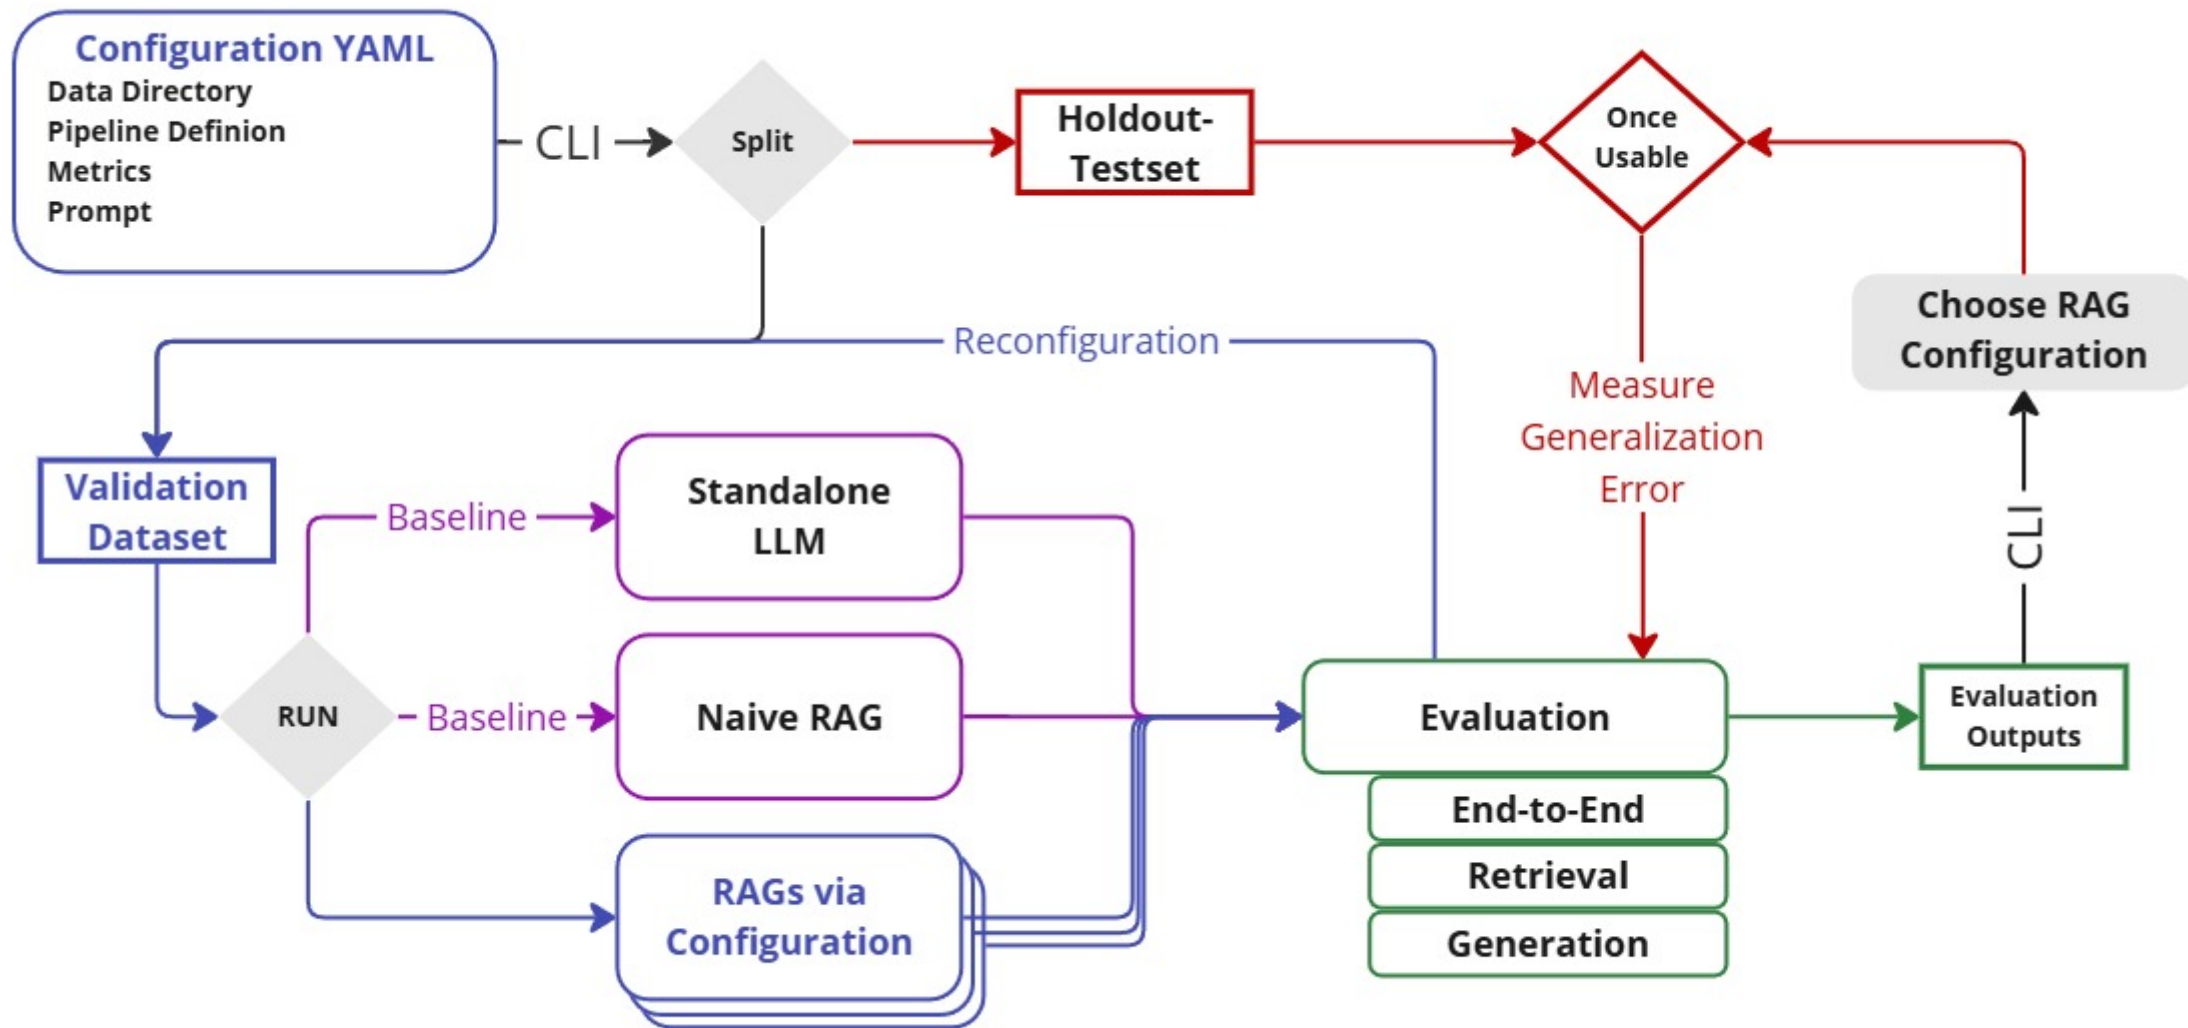 Configuration YAML
Data Directory
Pipeline Definion
Metrics
Prompt
CLI
Split
Holdout-
Testset
Once
Usable
Choose RAG
Configuration
Reconfiguration
Measure
Generalization
Error
Validation
Dataset
Baseline
Standalone
LLM
CLI
RUN
Baseline
Naive RAG
Evaluation
Evaluation
Outputs
End-to-End
Retrieval
Generation
RAGs via
Configuration